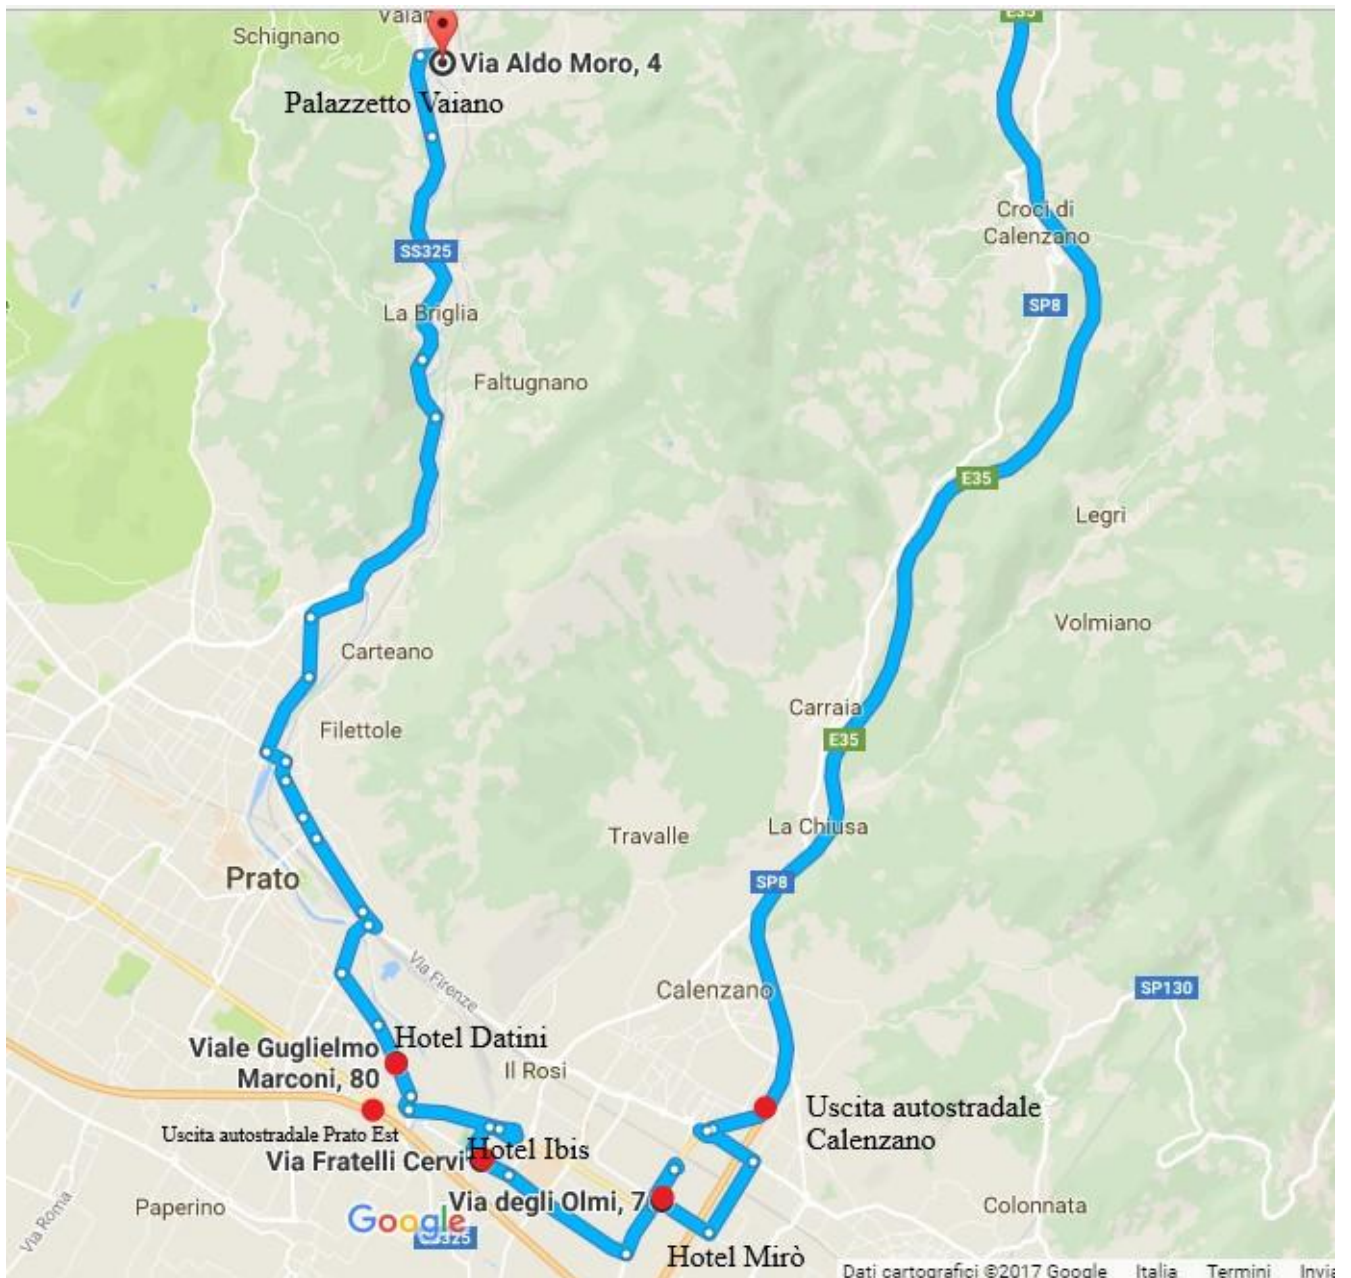 Vaiano
E35
Schignano
Via Aldo Moro, 4
Palazzetto Vaiano
Croci di
Calenzano
SS325
SP8
La Briglia
Faltugnano
E35
Legri
Volmiano
Carteano
Carraia
Filettole
E35
La Chiusa
Travalle
Prato
SP8
Via Firenze
Calenzano
SP130
Hotel Datini
Viale Guglielmo
Marconi, 80
Il Rosi
Uscita autostradale
Calenzano
Uscita autostradale Prato Est
Hotel Ibis
Via Fratelli Cervi
Via degli Olmi, 7
Paperino
Colonnata
Via Roma
Google
Hotel Mirò
Dati cartografici ©2017 Google Italia Termini Invia